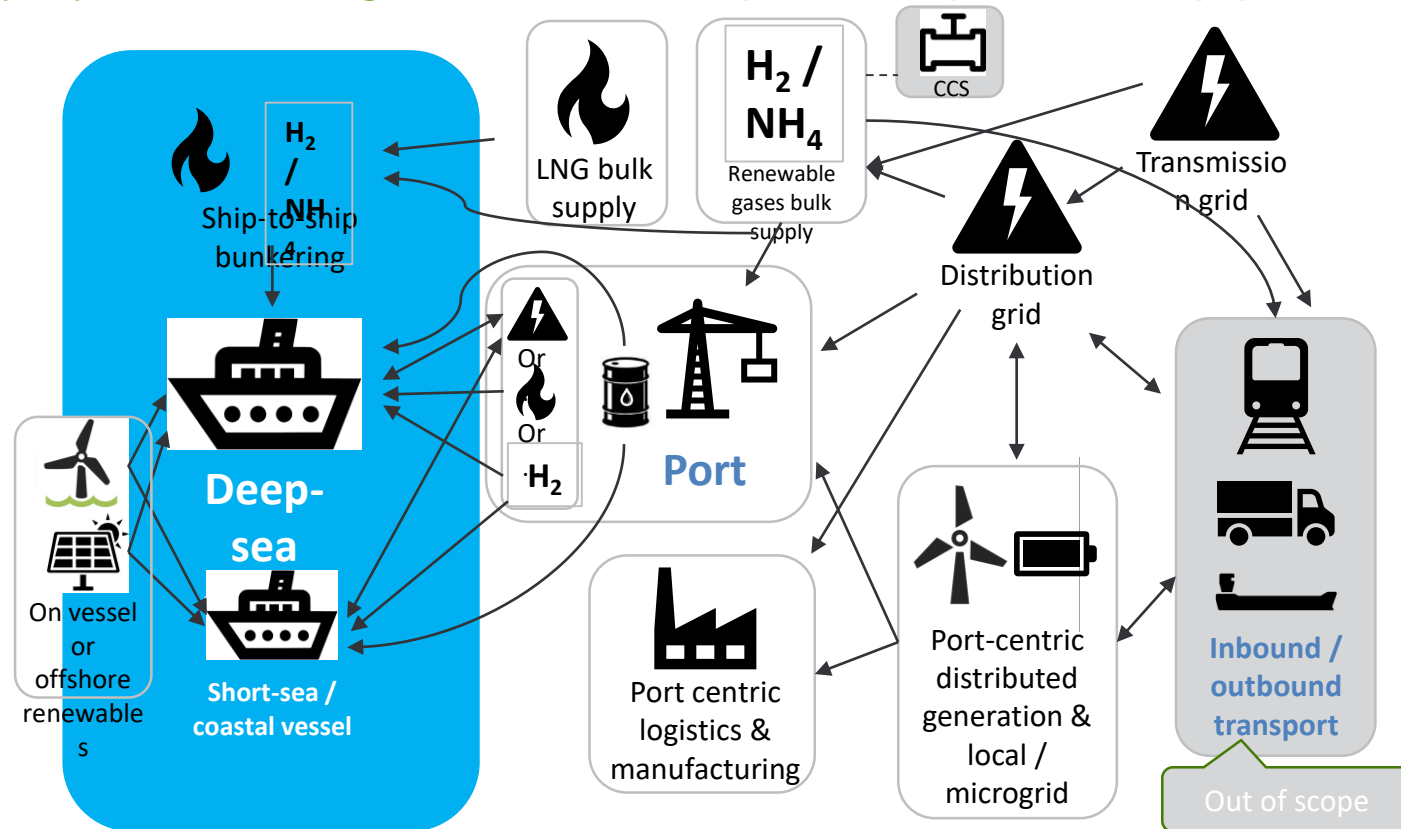 H2
/
NH
4
Ship-to-ship
bunkering
LNG bulk
supply
H2 /
NH4
Renewable
gases bulk
supply
CCS
Transmissio
n grid
Distribution
grid
Or
Or
H2
Port
Deep-
sea
On vessel
or
offshore
renewable
s
Short-sea /
coastal vessel
Port centric
logistics &
manufacturing
Port-centric
distributed
generation &
local /
microgrid
Inbound /
outbound
transport
Out of scope